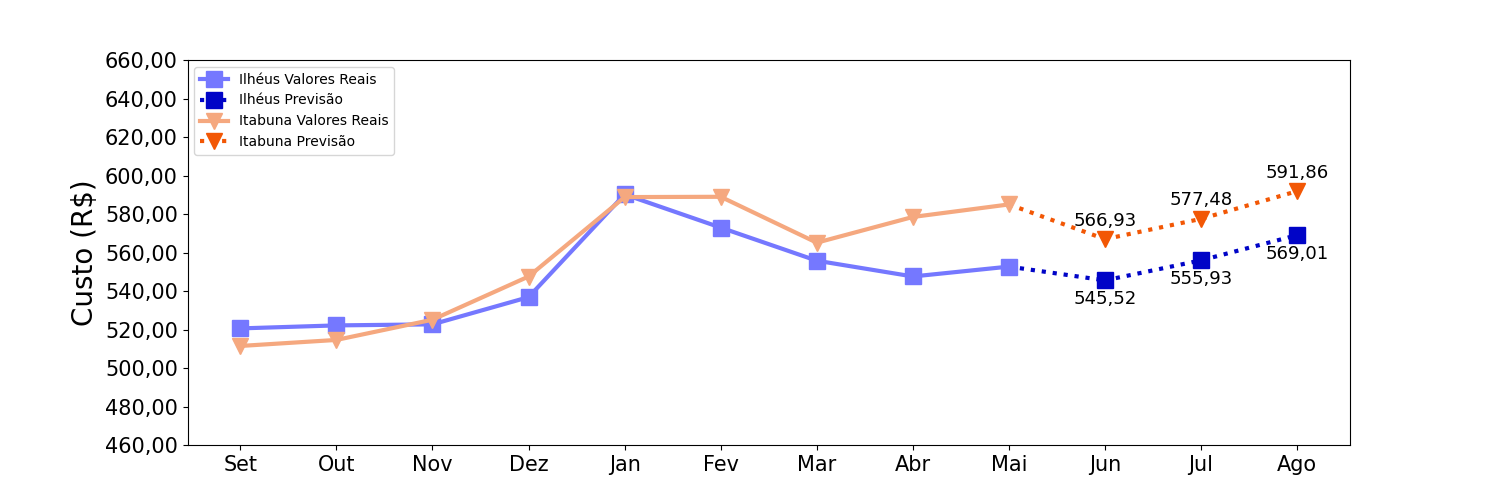 660,00
640,00
620,00
600,00
580,00
560,00
540,00
520,00
500,00
480,00
460,00
Custo (R$)
Ilhéus Valores Reais
Ilhéus Previsão
Itabuna Valores Reais
Itabuna Previsão
566,93
577,48
591,86
545,52
555,93
569,01
Set Out Nov Dez Jan Fev Mar Abr Mai Jun Jul Ago